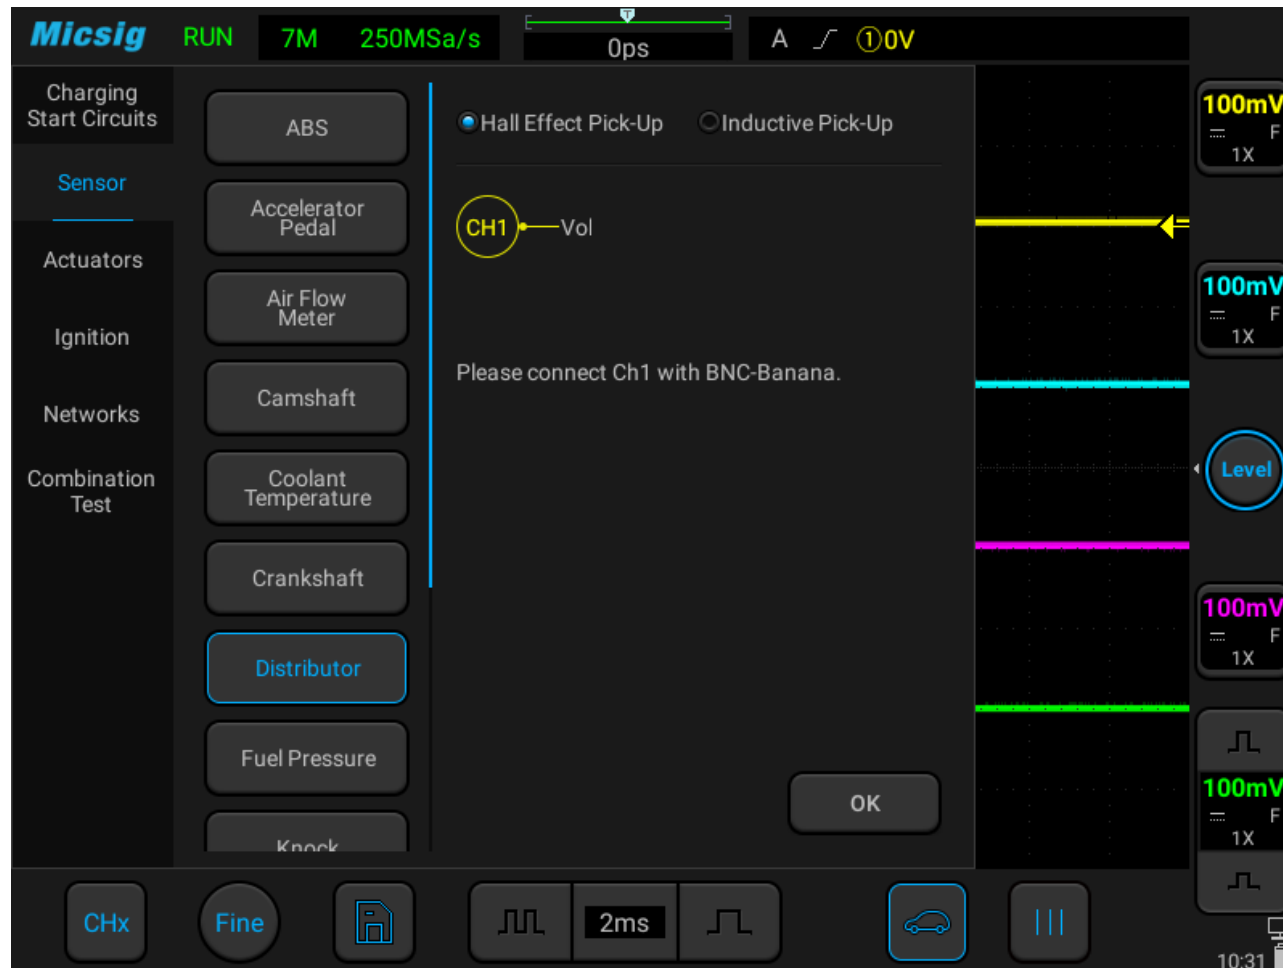 Micsig RUN 7M 250MSa/s T 0ps A ①0V
Charging
Start Circuits
Sensor
Actuators
Ignition
Networks
Combination
Test
ABS
Accelerator
Pedal
Air Flow
Meter
Camshaft
Coolant
Temperature
Crankshaft
Distributor
Fuel Pressure
Knock
Hall Effect Pick-Up Inductive Pick-Up
CH1 Vol
Please connect Ch1 with BNC-Banana.
OK
100mV
F
1X
100mV
F
1X
Level
100mV
F
1X
100mV
F
1X
CHx Fine 2ms
10:31